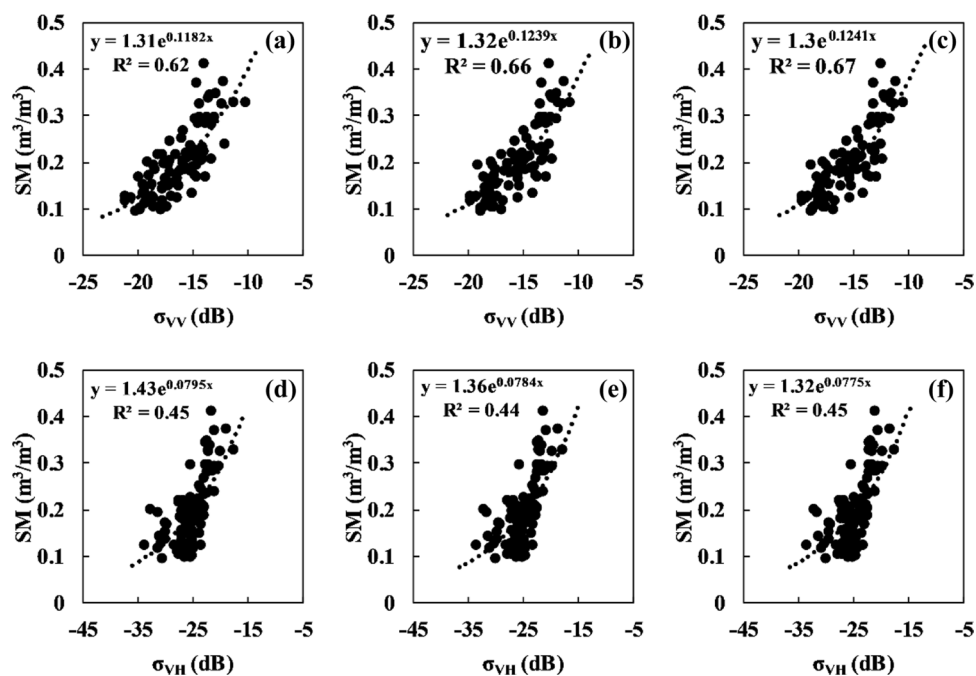 y = 1.31e^0.1182x (a)
R² = 0.62
SM (m³/m³)
0.5
0.4
0.3
0.2
0.1
0
-25 -20 -15 -10 -5
σVV (dB)
y = 1.32e^0.1239x (b)
R² = 0.66
SM (m³/m³)
0.5
0.4
0.3
0.2
0.1
0
-25 -20 -15 -10 -5
σVV (dB)
y = 1.3e^0.1241x (c)
R² = 0.67
SM (m³/m³)
0.5
0.4
0.3
0.2
0.1
0
-25 -20 -15 -10 -5
σVV (dB)
y = 1.43e^0.0795x (d)
R² = 0.45
SM (m³/m³)
0.5
0.4
0.3
0.2
0.1
0
-45 -35 -25 -15 -5
σVH (dB)
y = 1.36e^0.0784x (e)
R² = 0.44
SM (m³/m³)
0.5
0.4
0.3
0.2
0.1
0
-45 -35 -25 -15 -5
σVH (dB)
y = 1.32e^0.0775x (f)
R² = 0.45
SM (m³/m³)
0.5
0.4
0.3
0.2
0.1
0
-45 -35 -25 -15 -5
σVH (dB)